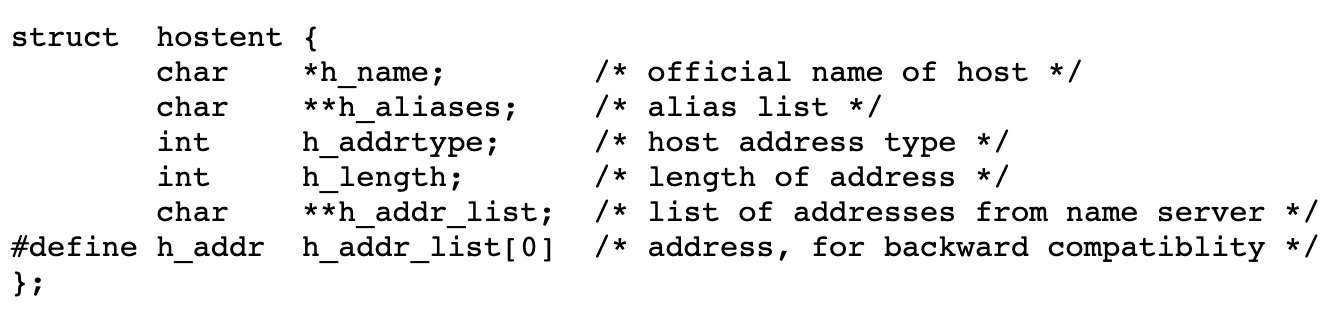 struct  hostent {
        char    *h_name;        /* official name of host */
        char    **h_aliases;    /* alias list */
        int     h_addrtype;     /* host address type */
        int     h_length;       /* length of address */
        char    **h_addr_list;  /* list of addresses from name server */
#define h_addr  h_addr_list[0]  /* address, for backward compatiblity */
};